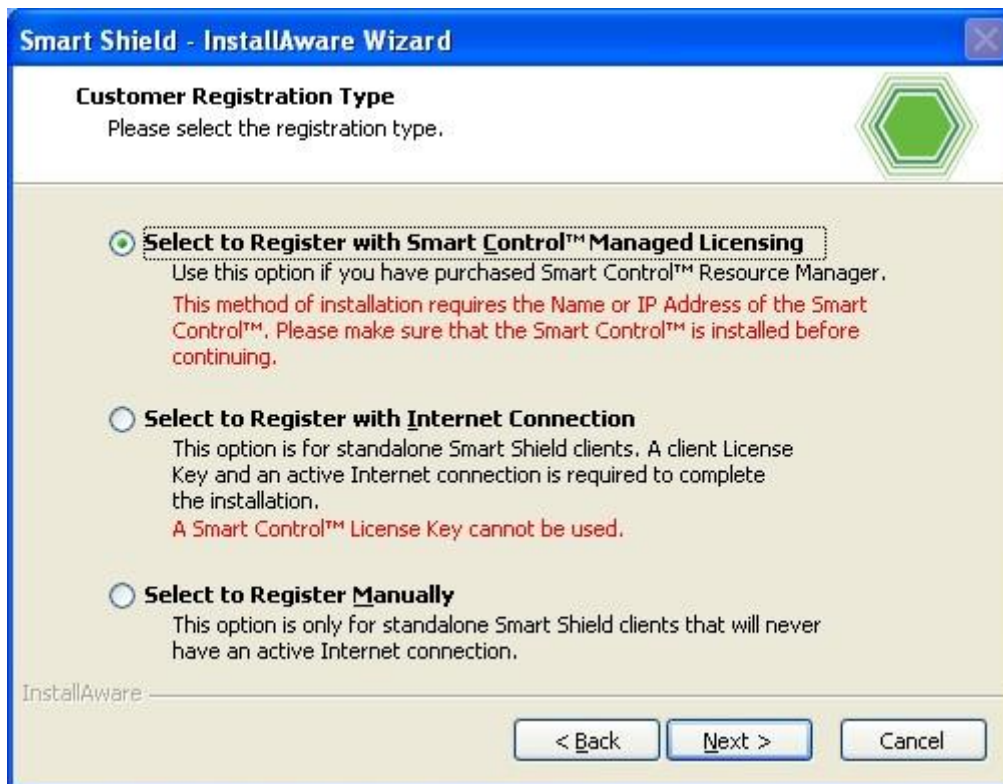 Smart Shield - InstallAware Wizard
Customer Registration Type
Please select the registration type.
Select to Register with Smart Control™ Managed Licensing
Use this option if you have purchased Smart Control™ Resource Manager.
This method of installation requires the Name or IP Address of the Smart
Control™. Please make sure that the Smart Control™ is installed before
continuing.
Select to Register with Internet Connection
This option is for standalone Smart Shield clients. A client License
Key and an active Internet connection is required to complete
the installation.
A Smart Control™ License Key cannot be used.
Select to Register Manually
This option is only for standalone Smart Shield clients that will never
have an active Internet connection.
InstallAware
< Back Next > Cancel